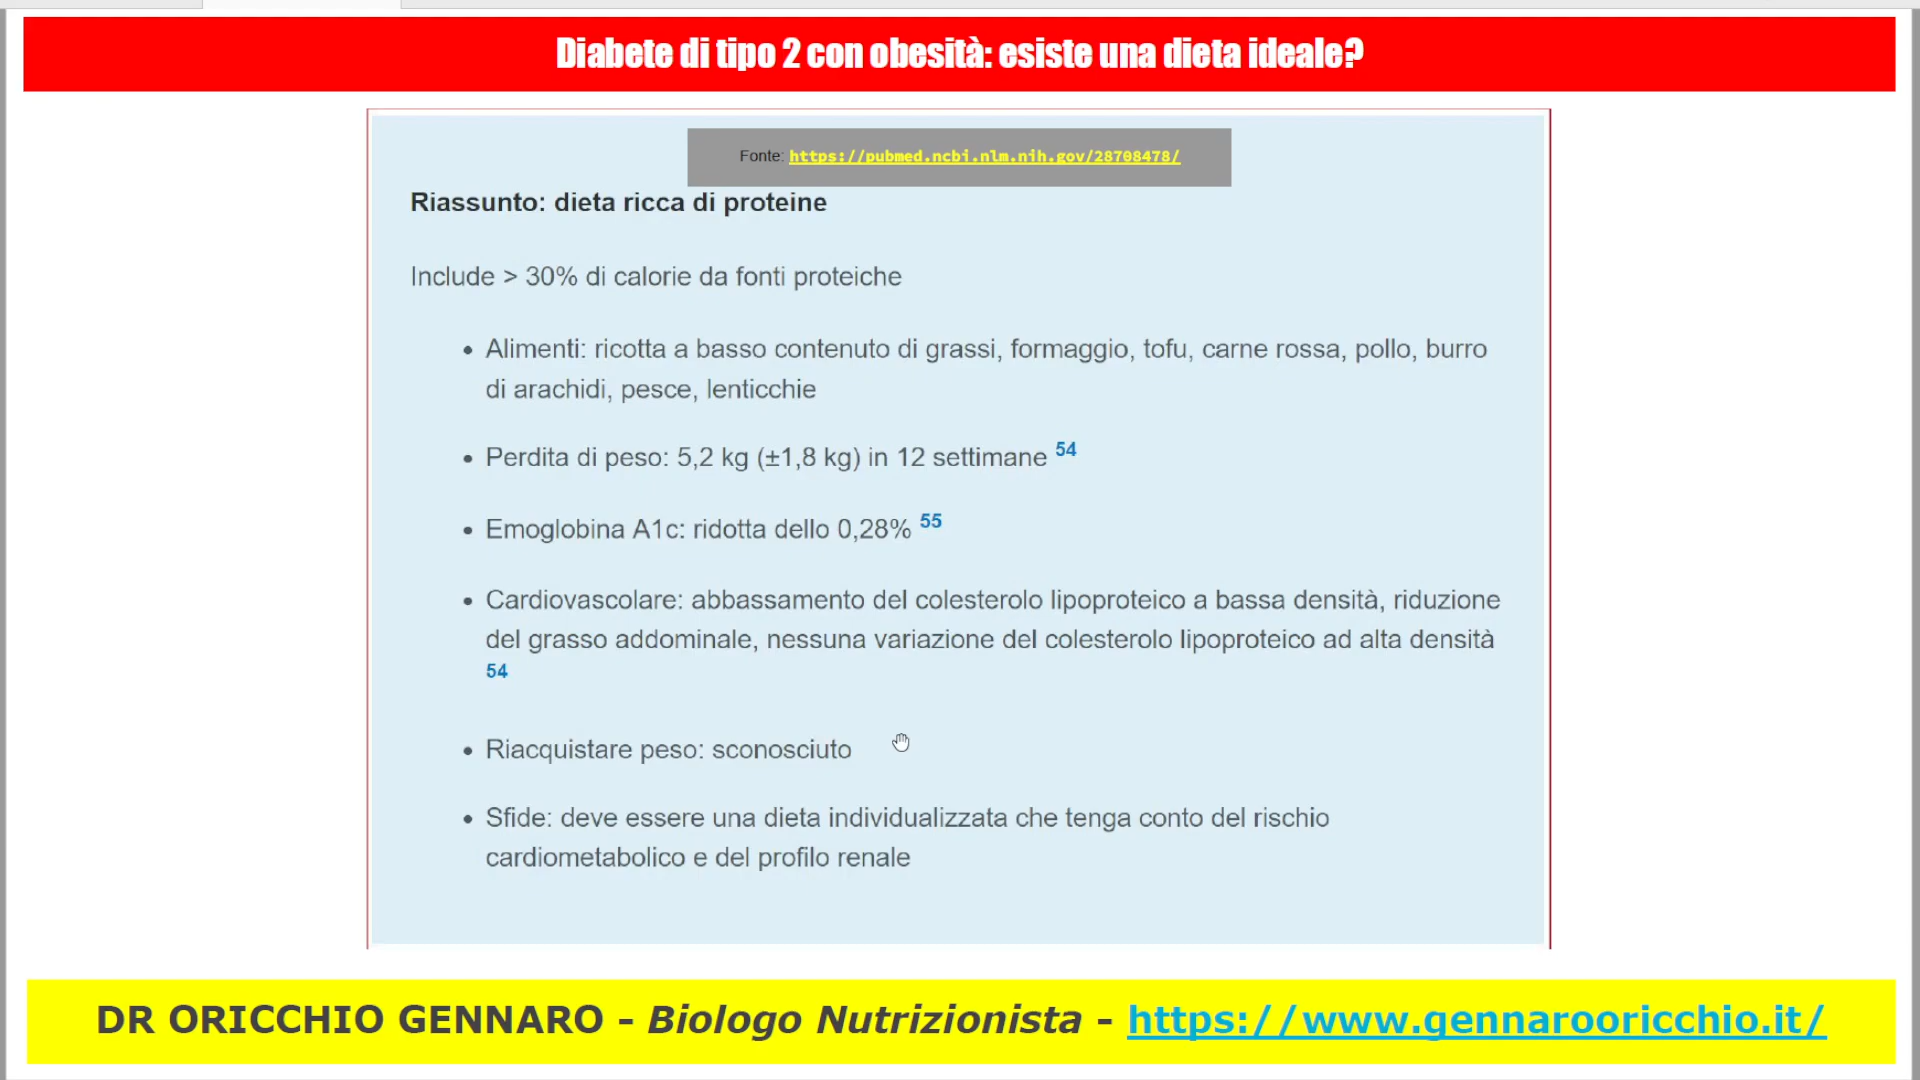 Diabete di tipo 2 con obesità: esiste una dieta ideale?
Fonte: https://pubmed.ncbi.nlm.nih.gov/28708478/
Riassunto: dieta ricca di proteine
Include > 30% di calorie da fonti proteiche
• Alimenti: ricotta a basso contenuto di grassi, formaggio, tofu, carne rossa, pollo, burro
di arachidi, pesce, lenticchie
• Perdita di peso: 5,2 kg (±1,8 kg) in 12 settimane 54
• Emoglobina A1c: ridotta dello 0,28% 55
• Cardiovascolare: abbassamento del colesterolo lipoproteico a bassa densità, riduzione
del grasso addominale, nessuna variazione del colesterolo lipoproteico ad alta densità
54
• Riacquistare peso: sconosciuto
• Sfide: deve essere una dieta individualizzata che tenga conto del rischio
cardiometabolico e del profilo renale
DR ORICCHIO GENNARO - Biologo Nutrizionista - https://www.gennarooricchio.it/